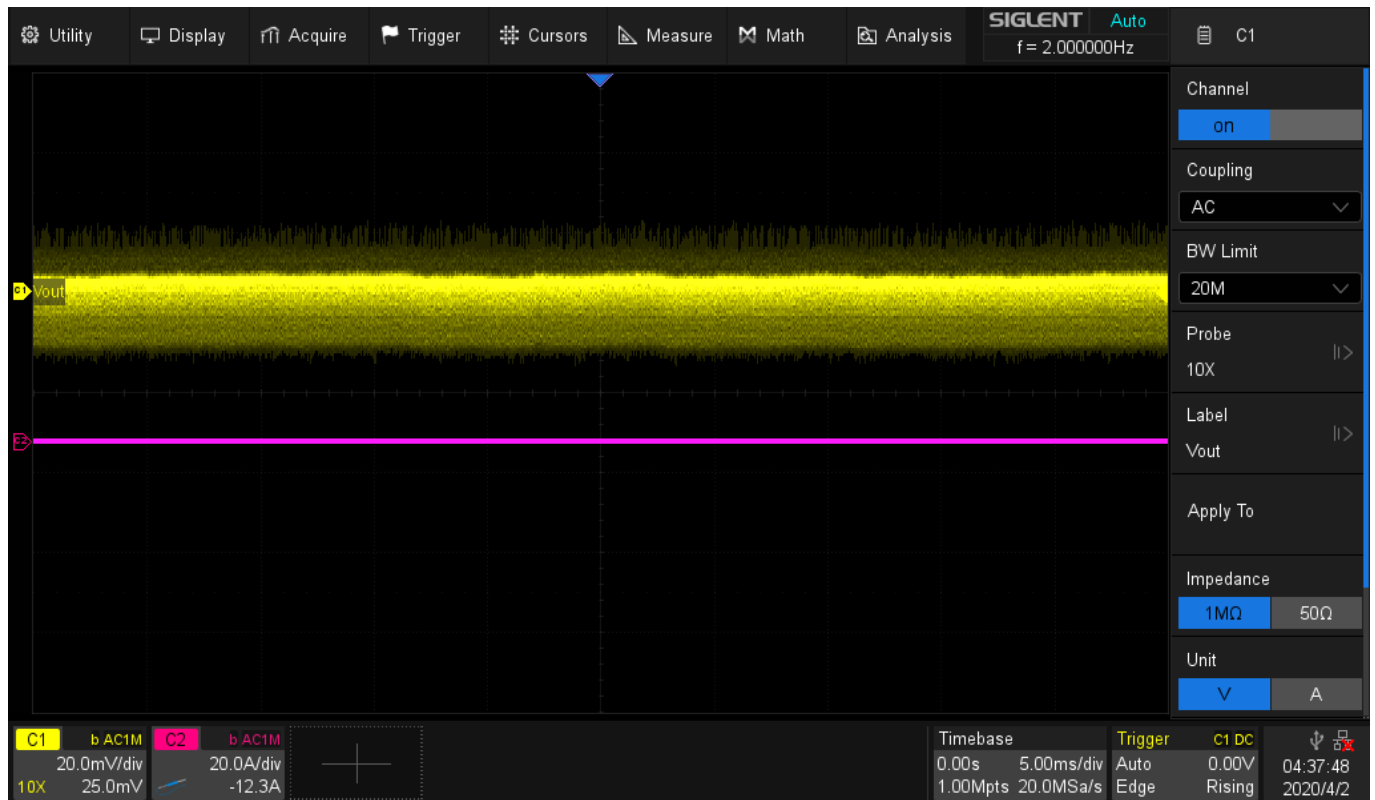 Utility Display Acquire Trigger Cursors Measure Math Analysis SIGLENT Auto C1
f = 2.000000Hz
Channel
on
Coupling
AC
BW Limit
20M
Probe
10X
Label
Vout
Apply To
Impedance
1MΩ 50Ω
Unit
V A
C1 Vout
C2
C1 b AC1M C2 b AC1M Timebase Trigger C1 DC
20.0mV/div 20.0A/div 0.00s 5.00ms/div Auto 0.00V 04:37:48
10X 25.0mV -12.3A 1.00Mpts 20.0MSa/s Edge Rising 2020/4/2